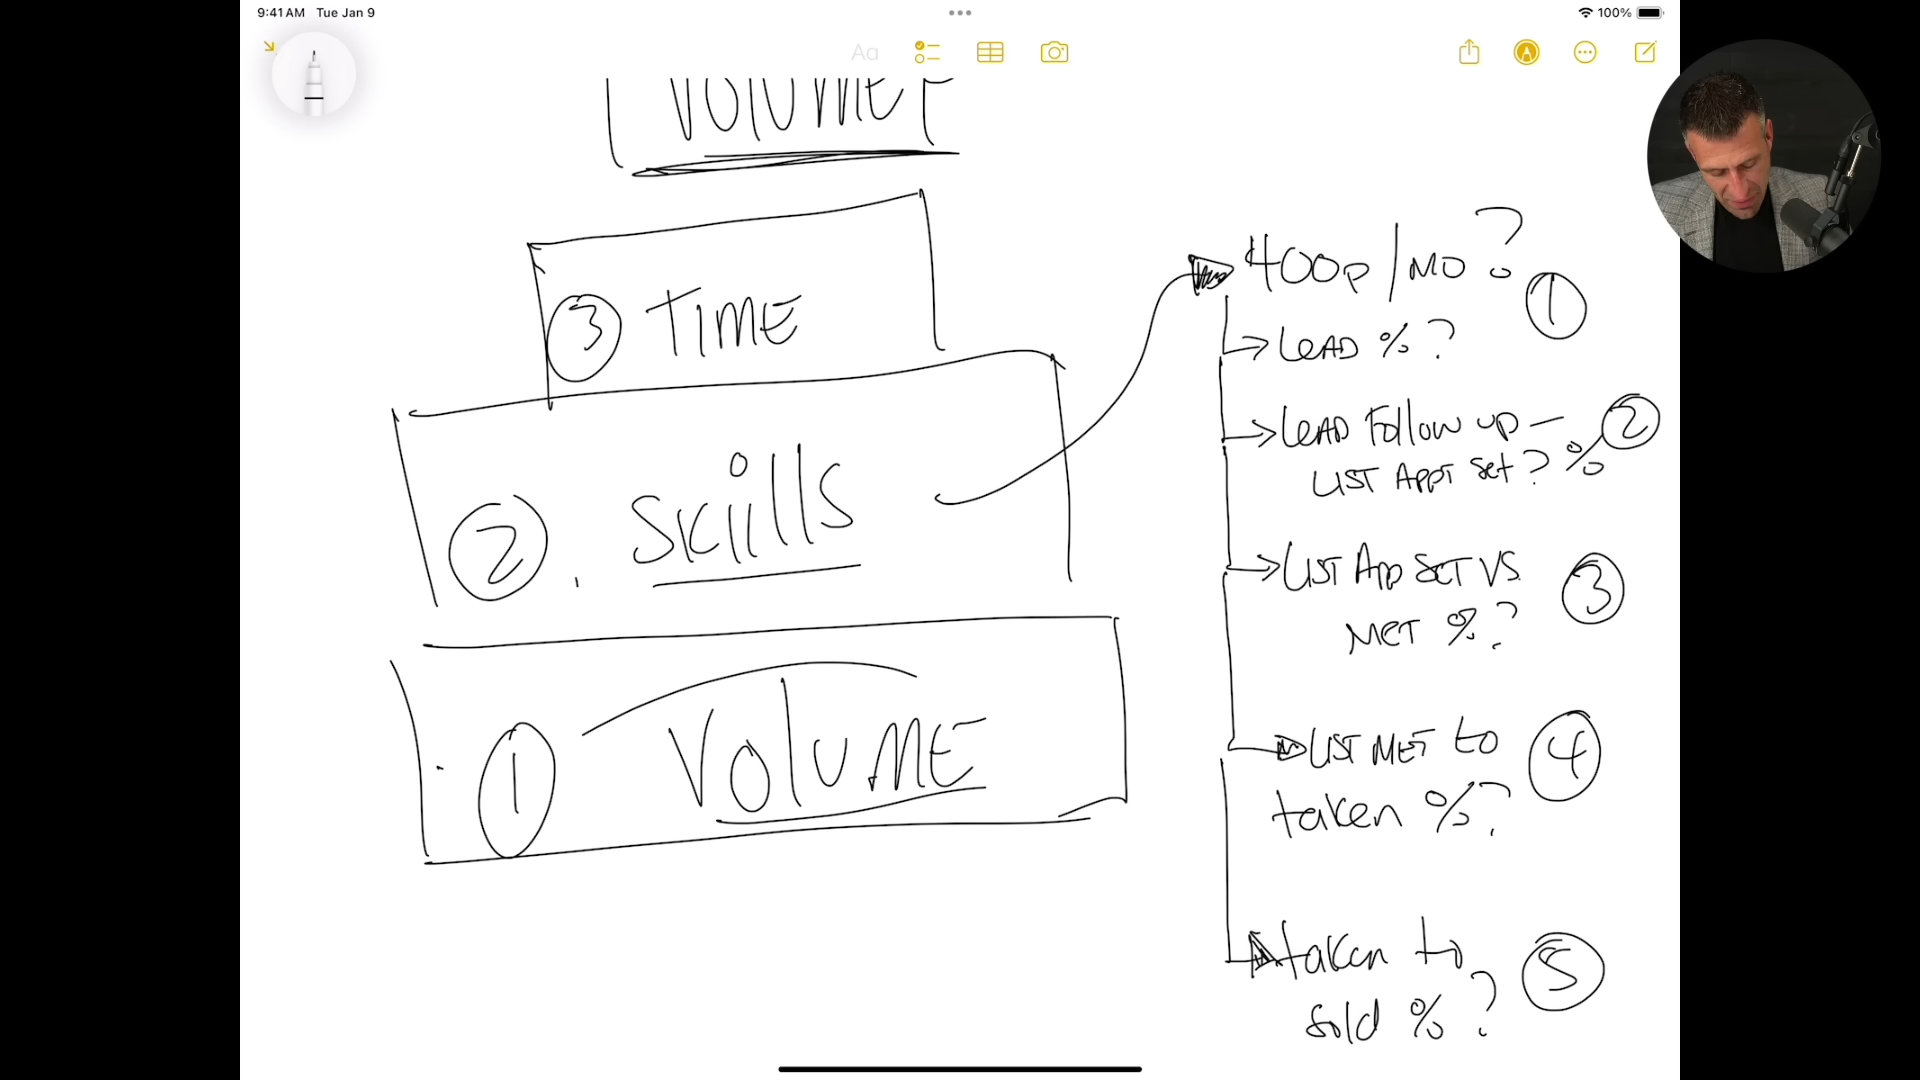 9:41 AM Tue Jan 9
100%
Aa
VOLUME
3 TIME
2. Skiills
1 VOLUME
400p/MO? 1
LEAD %?
LEAD Follow up - 2
LIST APPT Set? %
LIST App SET VS. 3
MET %?
LIST MET to 4
taken %?
taken to 5
sold %?